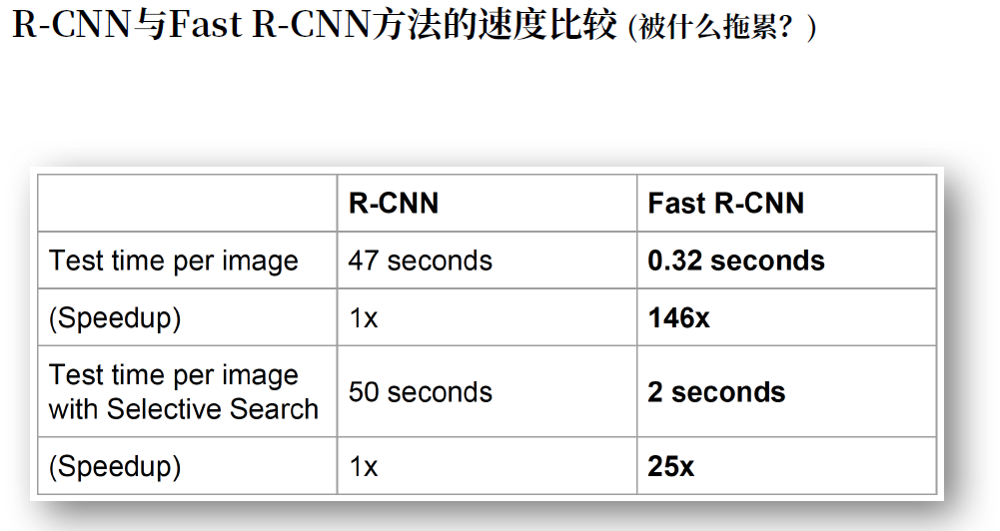 R-CNN与Fast R-CNN方法的速度比较 (被什么拖累？)
R-CNN Fast R-CNN
Test time per image 47 seconds 0.32 seconds
(Speedup) 1x 146x
Test time per image
with Selective Search 50 seconds 2 seconds
(Speedup) 1x 25x